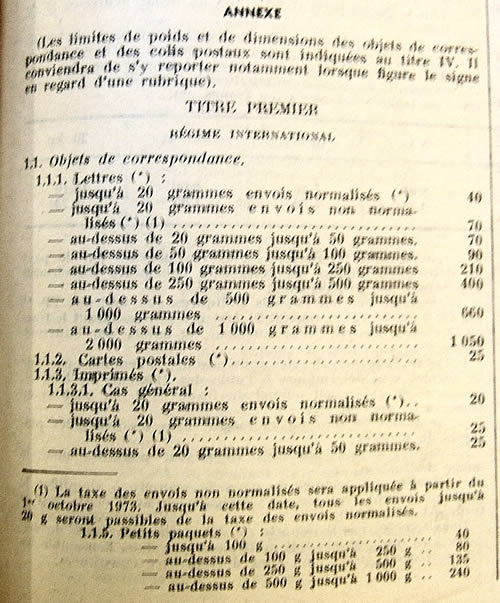 ANNEXE
(Les limites de poids et de dimensions des objets de corres-
pondance et des colis postaux sont indiquées au titre IV. Il
conviendra de s'y reporter notamment lorsque figure le signe
en regard d'une rubrique).
TITRE PREMIER
RÉGIME INTERNATIONAL
1.1. Objets de correspondance.
1.1.1. Lettres (*) :
— jusqu'à 20 grammes envois normalisés (*) 40
— jusqu'à 20 grammes envois non norma-
lisés (*) (1) .......... 70
— au-dessus de 20 grammes jusqu'à 50 grammes. 70
— au-dessus de 50 grammes jusqu'à 100 grammes. 90
— au-dessus de 100 grammes jusqu'à 250 grammes 210
— au-dessus de 250 grammes jusqu'à 500 grammes 400
— au-dessus de 500 grammes jusqu'à
1 000 grammes .......... 660
— au-dessus de 1 000 grammes jusqu'à
2 000 grammes .......... 1 050
1.1.2. Cartes postales (*) .......... 25
1.1.3. Imprimés (*).
1.1.3.1. Cas général :
— jusqu'à 20 grammes envois normalisés (*).. 20
— jusqu'à 20 grammes envois non norma-
lisés (*) (1) .......... 25
— au-dessus de 20 grammes jusqu'à 50 grammes. 25
(1) La taxe des envois non normalisés sera appliquée à partir du
1er octobre 1973. Jusqu'à cette date, tous les envois jusqu'à
20 g seront passibles de la taxe des envois normalisés.
1.1.5. Petits paquets (*) :
— jusqu'à 100 g .......... 40
— au-dessus de 100 g jusqu'à 250 g .. 80
— au-dessus de 250 g jusqu'à 500 g .. 135
— au-dessus de 500 g jusqu'à 1 000 g .. 240